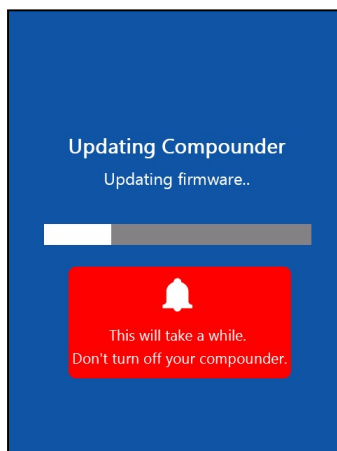 Updating Compounder
Updating firmware..
This will take a while.
Don't turn off your compounder.